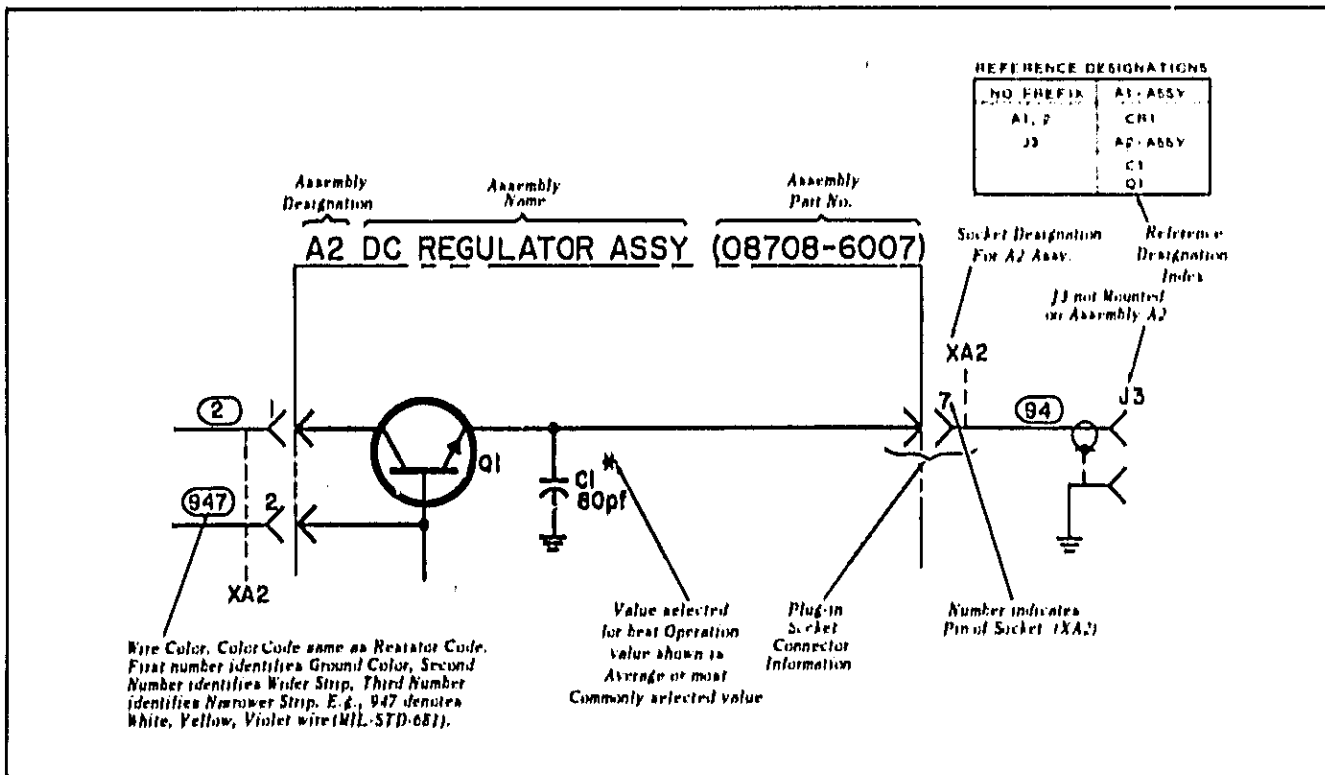 REFERENCE DESIGNATIONS
NO PREFIX A1-ASSY
A1, 2 CR1
J3 A2-ASSY
C1
Q1
Assembly Designation
Assembly Name
Assembly Part No.
A2 DC REGULATOR ASSY (08708-6007)
Socket Designation
For A2 Assy.
Reference
Designation
Index
J3 not Mounted
on Assembly A2
XA2
J3
2
1
7
94
Q1
C1
80pf
*
947
2
XA2
Wire Color, Color Code same as Resistor Code.
First number identifies Ground Color, Second
Number identifies Wider Strip, Third Number
identifies Narrower Strip. E.g., 947 denotes
White, Yellow, Violet wire (MIL-STD-681).
Value selected
for best Operation
value shown is
Average or most
Commonly selected value
Plug-in
Socket
Connector
Information
Number indicates
Pin of Socket (XA2)